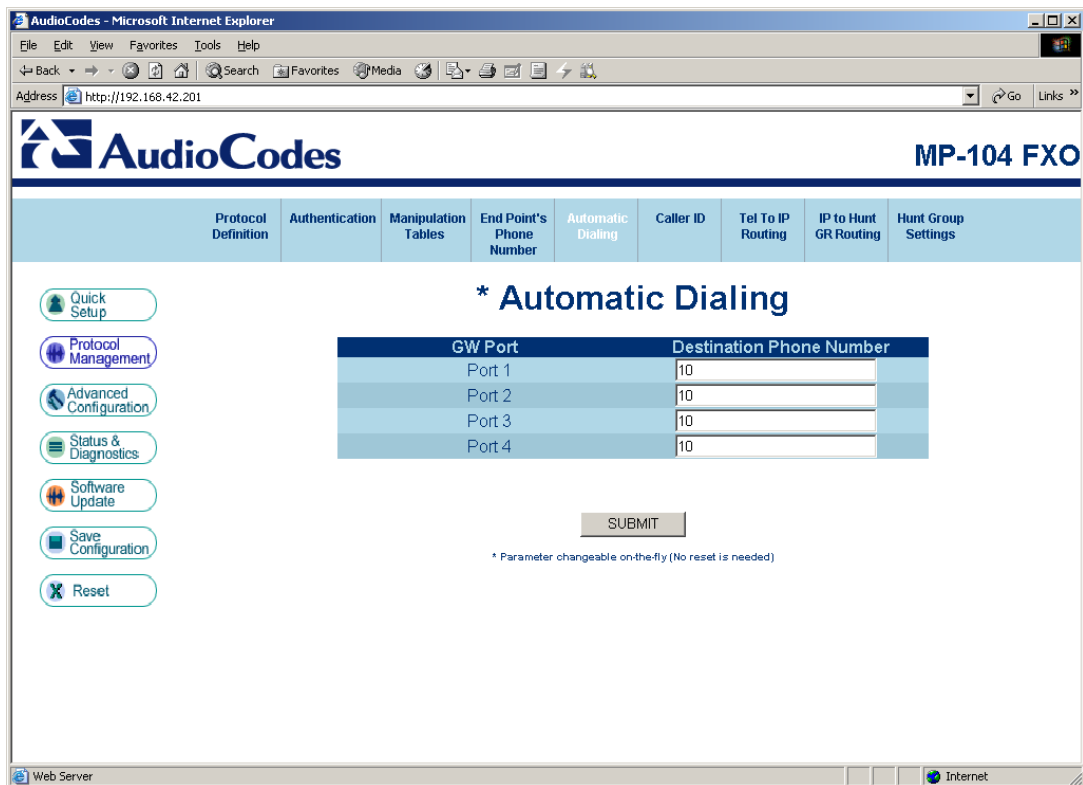 AudioCodes - Microsoft Internet Explorer
File Edit View Favorites Tools Help
Back Search Favorites Media
Address http://192.168.42.201 Go Links »
AudioCodes
MP-104 FXO
Protocol Definition
Authentication
Manipulation Tables
End Point's Phone Number
Automatic Dialing
Caller ID
Tel To IP Routing
IP to Hunt GR Routing
Hunt Group Settings
Quick Setup
Protocol Management
Advanced Configuration
Status & Diagnostics
Software Update
Save Configuration
Reset
* Automatic Dialing
GW Port Destination Phone Number
Port 1 10
Port 2 10
Port 3 10
Port 4 10
SUBMIT
* Parameter changeable on-the-fly (No reset is needed)
Web Server Internet